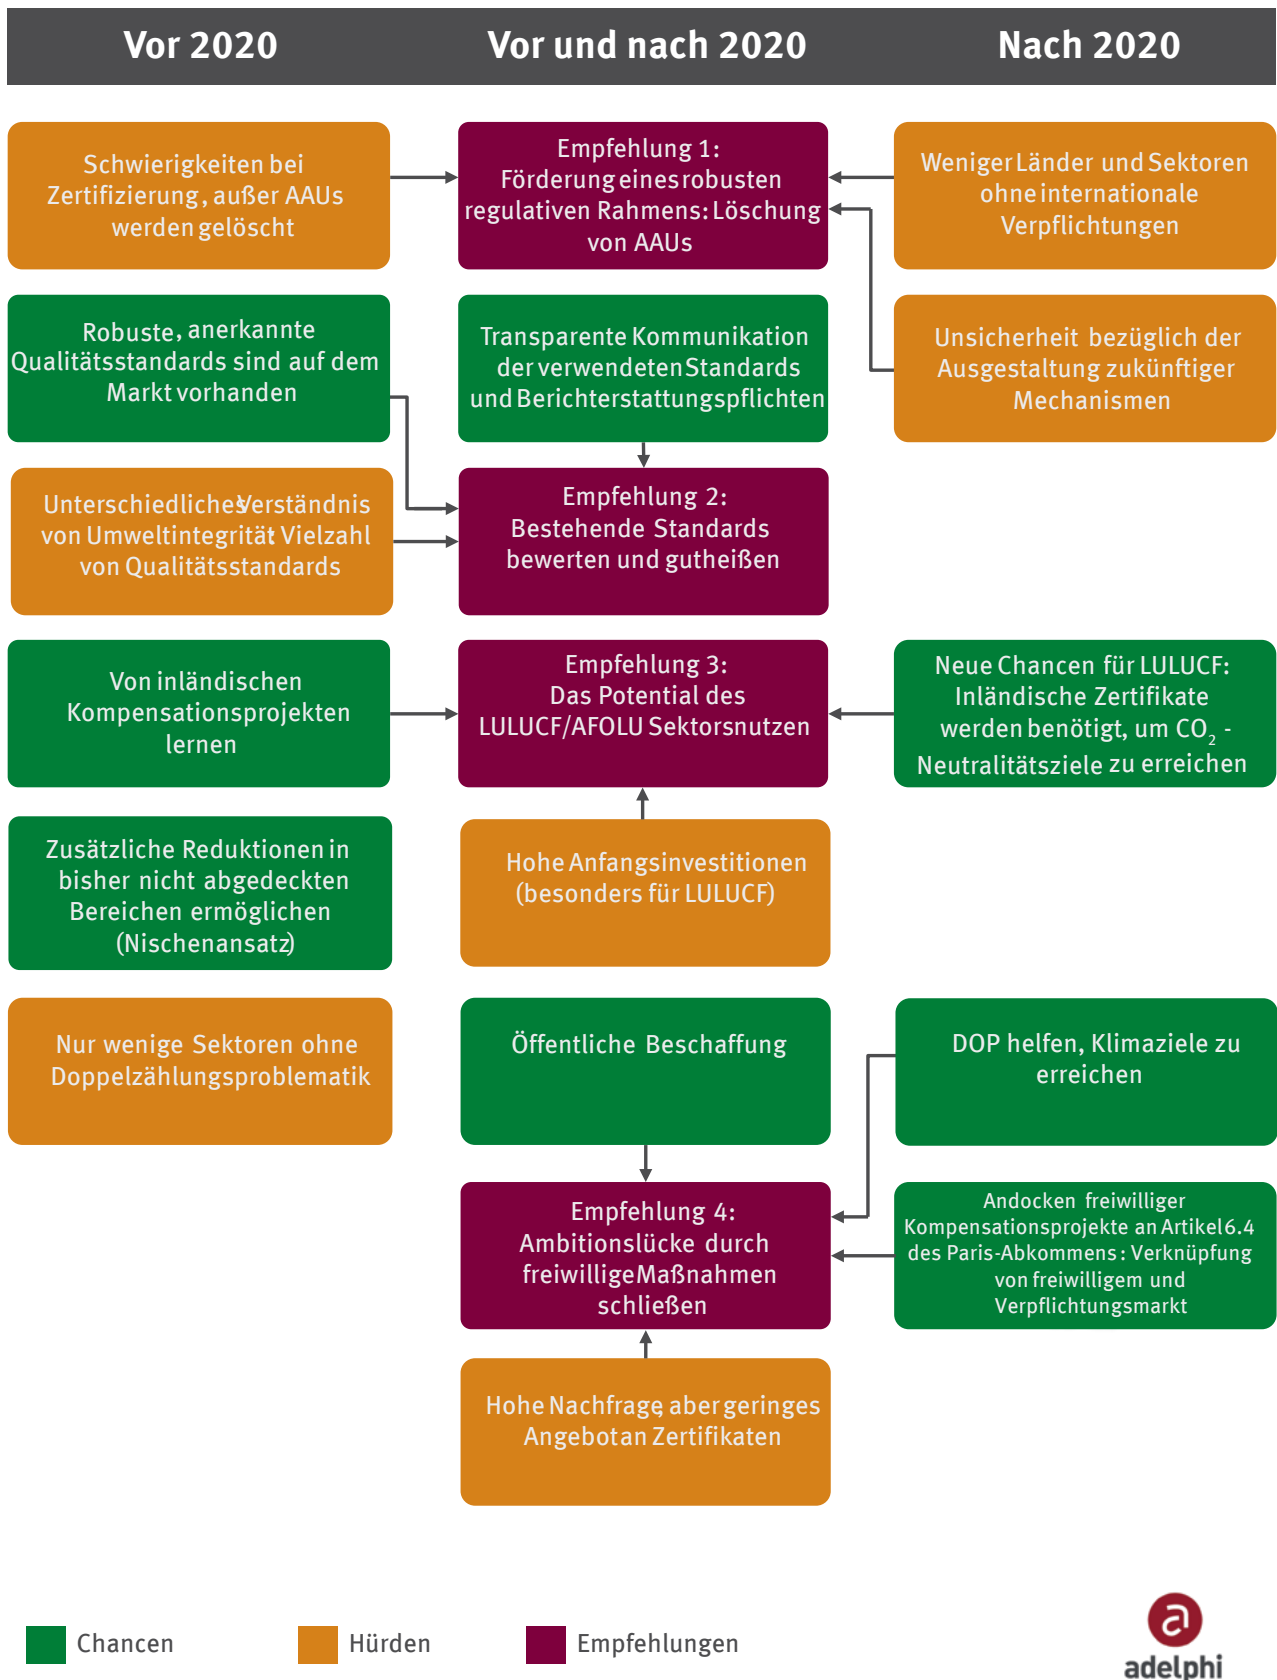 Vor 2020
Vor und nach 2020
Nach 2020
Schwierigkeiten bei
Zertifizierung, außer AAUs
werden gelöscht
Empfehlung 1:
Förderung eines robusten
regulativen Rahmens: Löschung
von AAUs
Weniger Länder und Sektoren
ohne internationale
Verpflichtungen
Robuste, anerkannte
Qualitätsstandards sind auf dem
Markt vorhanden
Transparente Kommunikation
der verwendeten Standards
und Berichterstattungspflichten
Unsicherheit bezüglich der
Ausgestaltung zukünftiger
Mechanismen
Unterschiedliches Verständnis
von Umweltintegrität: Vielzahl
von Qualitätsstandards
Empfehlung 2:
Bestehende Standards
bewerten und gutheißen
Von inländischen
Kompensationsprojekten
lernen
Empfehlung 3:
Das Potential des
LULUCF/AFOLU Sektors nutzen
Neue Chancen für LULUCF:
Inländische Zertifikate
werden benötigt, um CO₂ -
Neutralitätsziele zu erreichen
Zusätzliche Reduktionen in
bisher nicht abgedeckten
Bereichen ermöglichen
(Nischenansatz)
Hohe Anfangsinvestitionen
(besonders für LULUCF)
Nur wenige Sektoren ohne
Doppelzählungsproblematik
Öffentliche Beschaffung
DOP helfen, Klimaziele zu
erreichen
Empfehlung 4:
Ambitionslücke durch
freiwillige Maßnahmen
schließen
Andocken freiwilliger
Kompensationsprojekte an Artikel 6.4
des Paris-Abkommens: Verknüpfung
von freiwilligem und
Verpflichtungsmarkt
Hohe Nachfrage, aber geringes
Angebot an Zertifikaten
Chancen
Hürden
Empfehlungen
a
adelphi